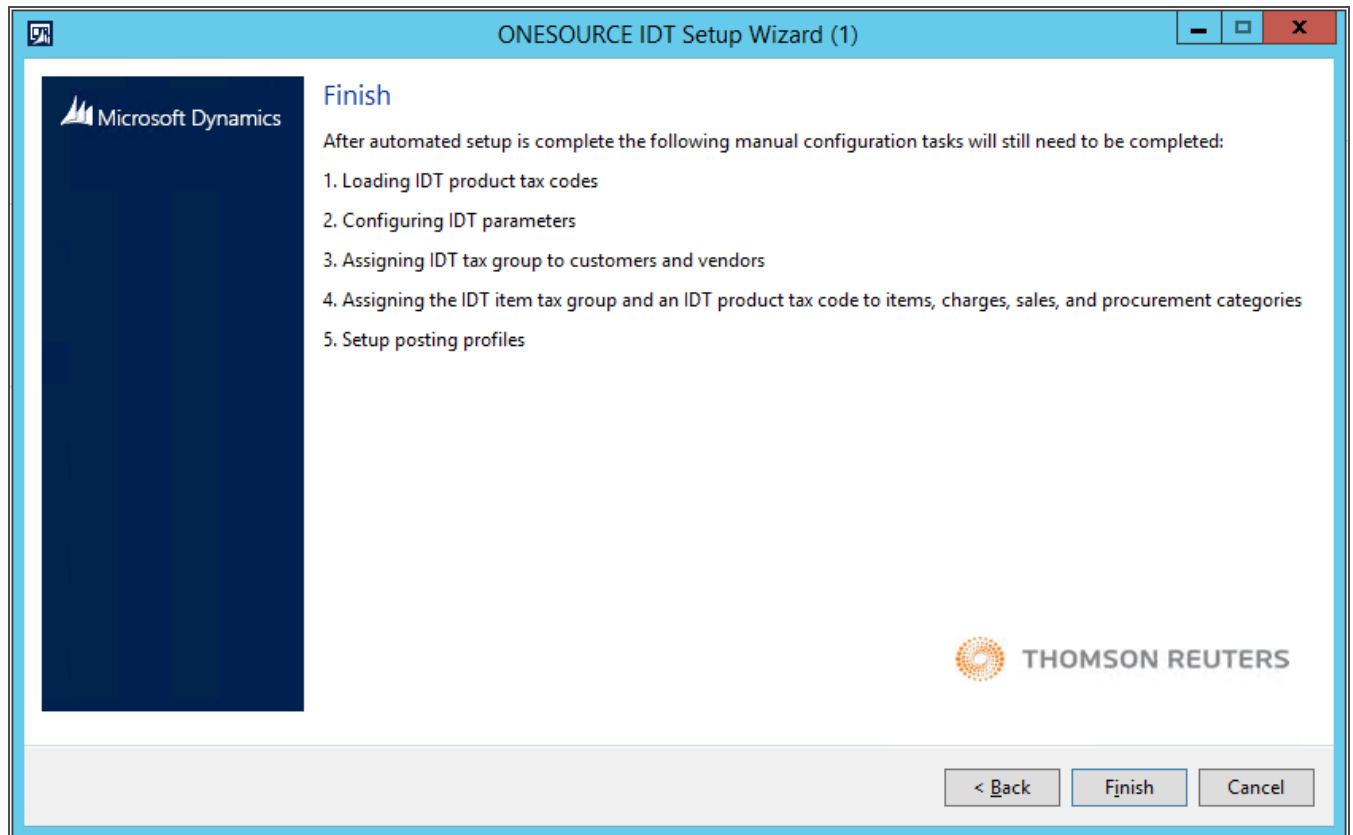 ONESOURCE IDT Setup Wizard (1)
Microsoft Dynamics
Finish
After automated setup is complete the following manual configuration tasks will still need to be completed:
1. Loading IDT product tax codes
2. Configuring IDT parameters
3. Assigning IDT tax group to customers and vendors
4. Assigning the IDT item tax group and an IDT product tax code to items, charges, sales, and procurement categories
5. Setup posting profiles
THOMSON REUTERS
< Back Finish Cancel